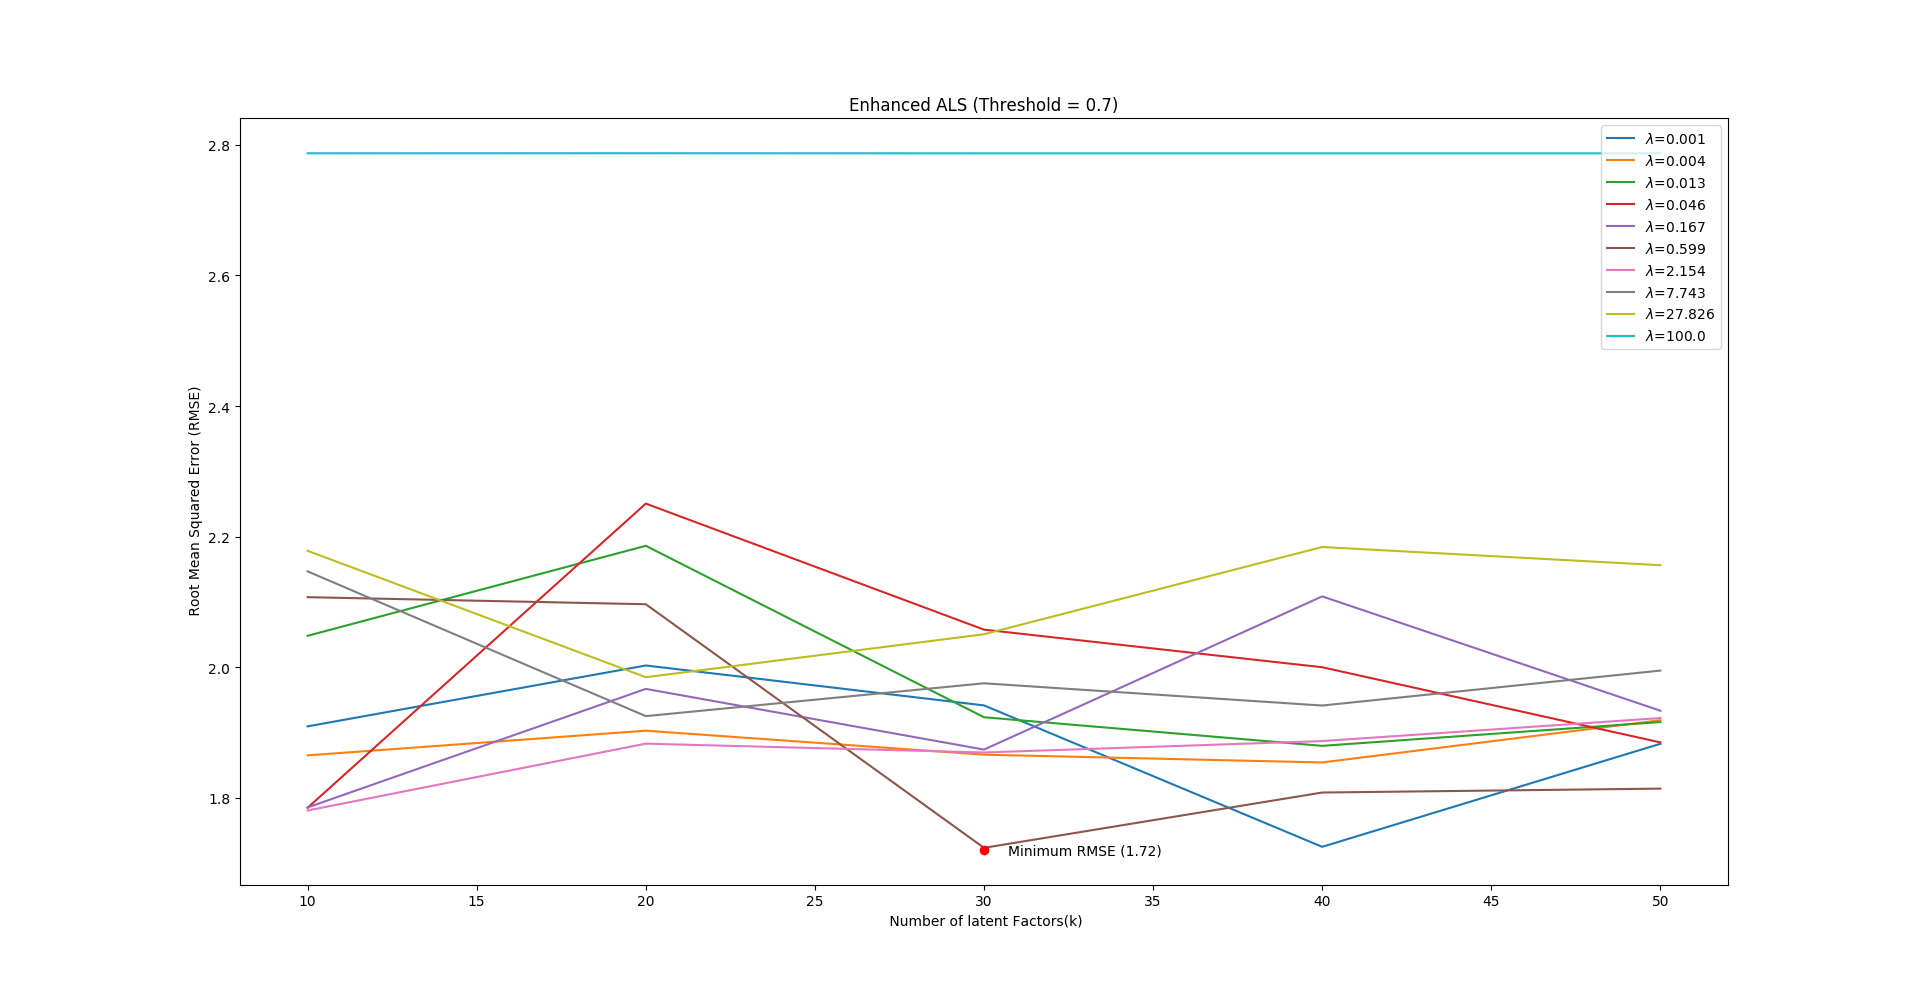 Enhanced ALS (Threshold = 0.7)
Root Mean Squared Error (RMSE)
2.8
2.6
2.4
2.2
2.0
1.8
λ=0.001
λ=0.004
λ=0.013
λ=0.046
λ=0.167
λ=0.599
λ=2.154
λ=7.743
λ=27.826
λ=100.0
Minimum RMSE (1.72)
10 15 20 25 30 35 40 45 50
Number of latent Factors(k)